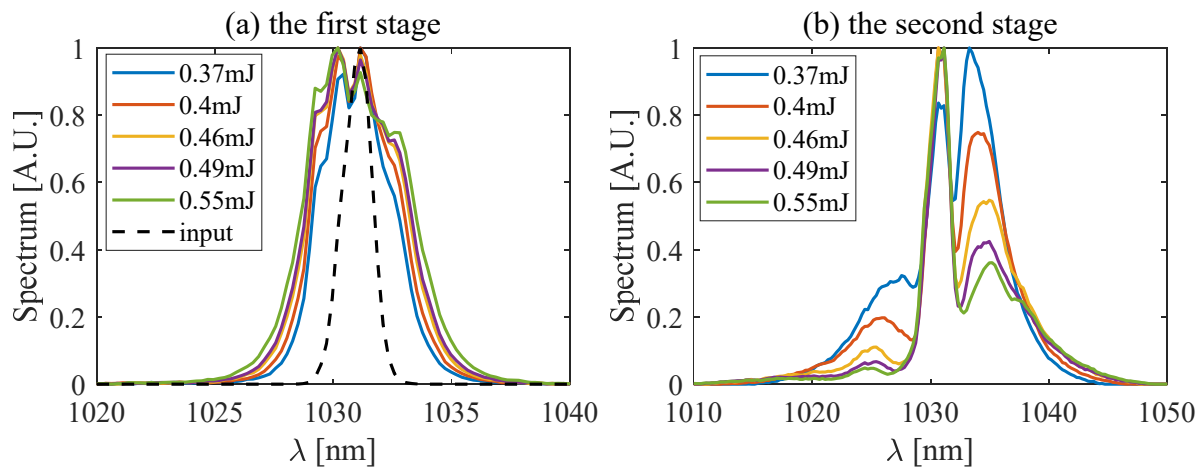 (a) the first stage
Spectrum [A.U.]
1
0.8
0.6
0.4
0.2
0
0.37mJ
0.4mJ
0.46mJ
0.49mJ
0.55mJ
input
1020
1025
1030
1035
1040
λ [nm]
(b) the second stage
Spectrum [A.U.]
1
0.8
0.6
0.4
0.2
0
0.37mJ
0.4mJ
0.46mJ
0.49mJ
0.55mJ
1010
1020
1030
1040
1050
λ [nm]